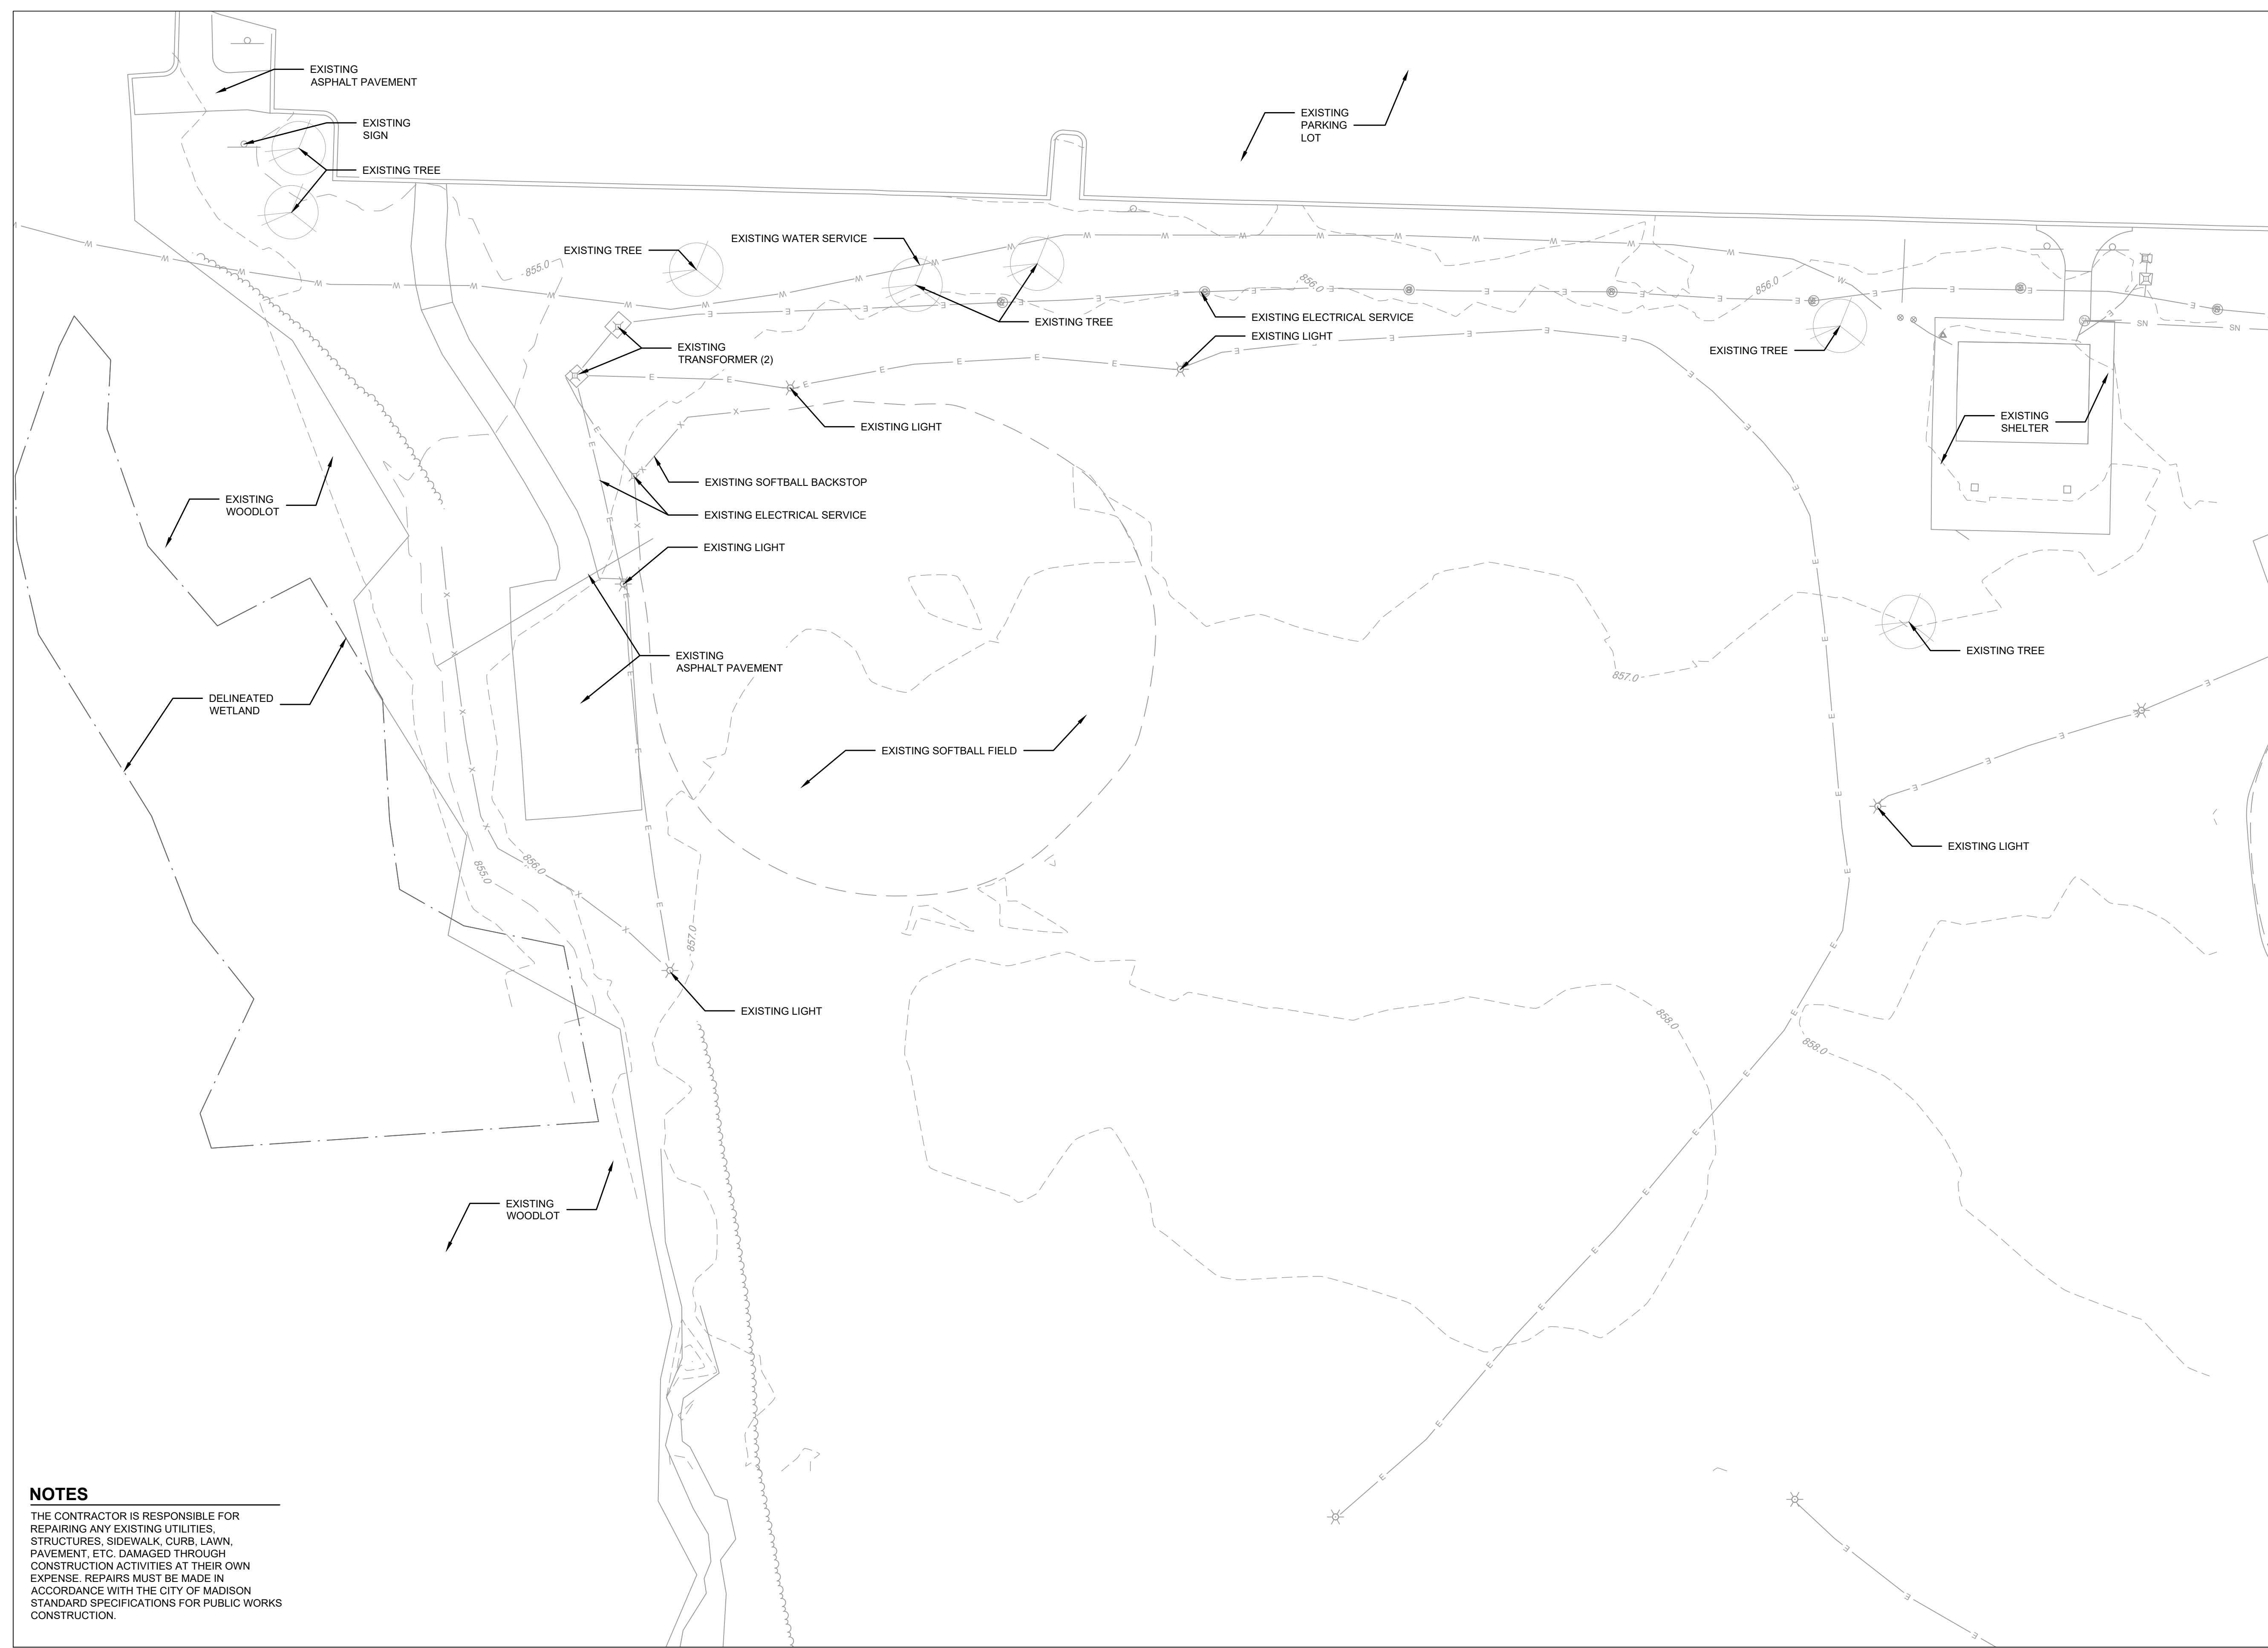 EXISTING
ASPHALT PAVEMENT
EXISTING
SIGN
EXISTING TREE
EXISTING
PARKING
LOT
EXISTING TREE
EXISTING WATER SERVICE
855.0
856.0
856.0
EXISTING TREE
EXISTING ELECTRICAL SERVICE
EXISTING LIGHT
EXISTING
TRANSFORMER (2)
EXISTING TREE
SN
SN
EXISTING LIGHT
EXISTING
SHELTER
EXISTING SOFTBALL BACKSTOP
EXISTING
WOODLOT
EXISTING ELECTRICAL SERVICE
EXISTING LIGHT
EXISTING
ASPHALT PAVEMENT
EXISTING TREE
857.0
DELINEATED
WETLAND
EXISTING SOFTBALL FIELD
EXISTING LIGHT
855.0
856.0
857.0
EXISTING LIGHT
858.0
858.0
EXISTING
WOODLOT
NOTES
THE CONTRACTOR IS RESPONSIBLE FOR
REPAIRING ANY EXISTING UTILITIES,
STRUCTURES, SIDEWALK, CURB, LAWN,
PAVEMENT, ETC. DAMAGED THROUGH
CONSTRUCTION ACTIVITIES AT THEIR OWN
EXPENSE. REPAIRS MUST BE MADE IN
ACCORDANCE WITH THE CITY OF MADISON
STANDARD SPECIFICATIONS FOR PUBLIC WORKS
CONSTRUCTION.